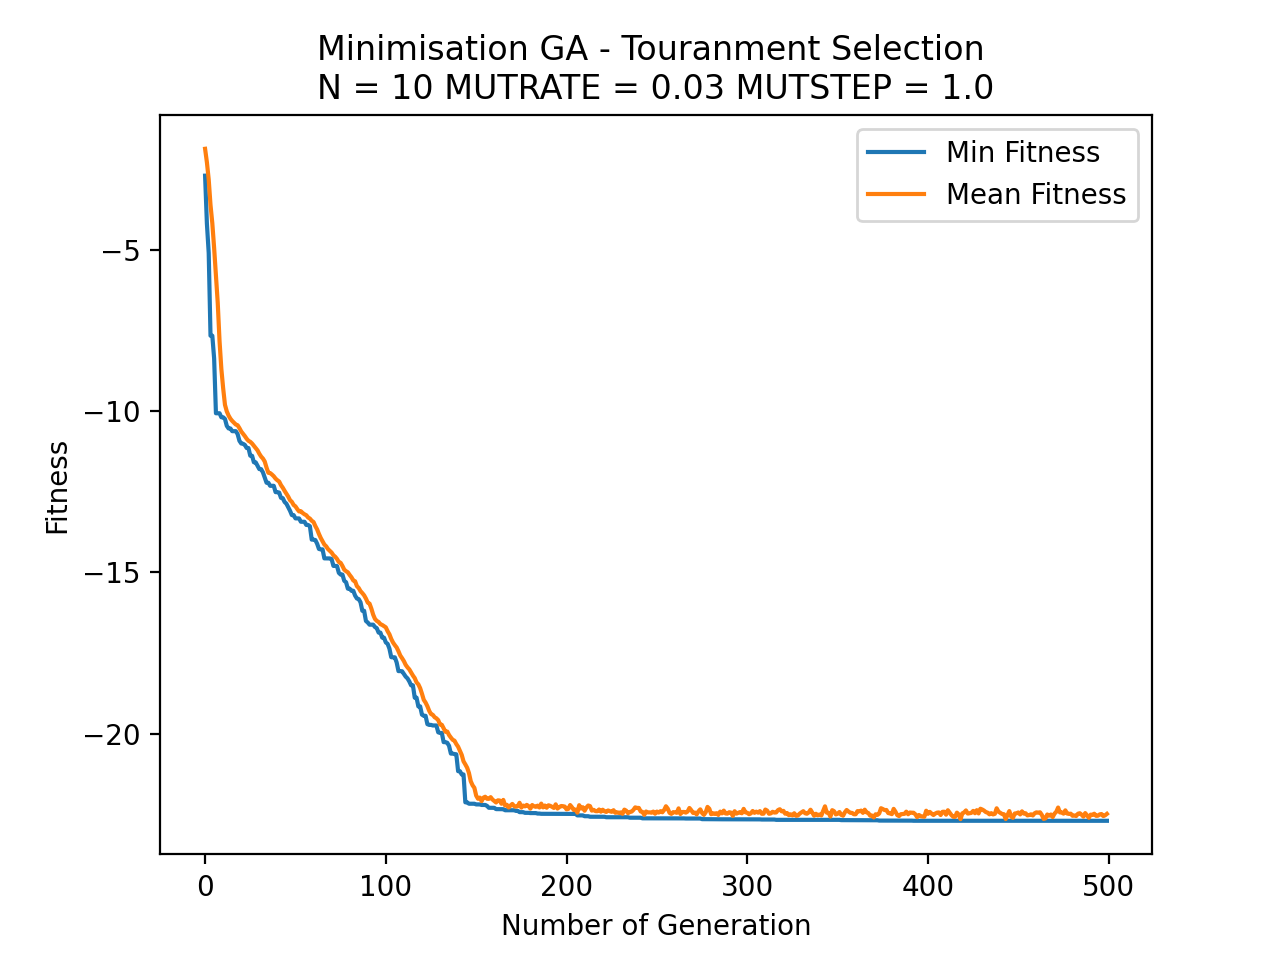 Minimisation GA - Touranment Selection
N = 10 MUTRATE = 0.03 MUTSTEP = 1.0
Min Fitness
Mean Fitness
−5
−10
−15
−20
Fitness
0 100 200 300 400 500
Number of Generation